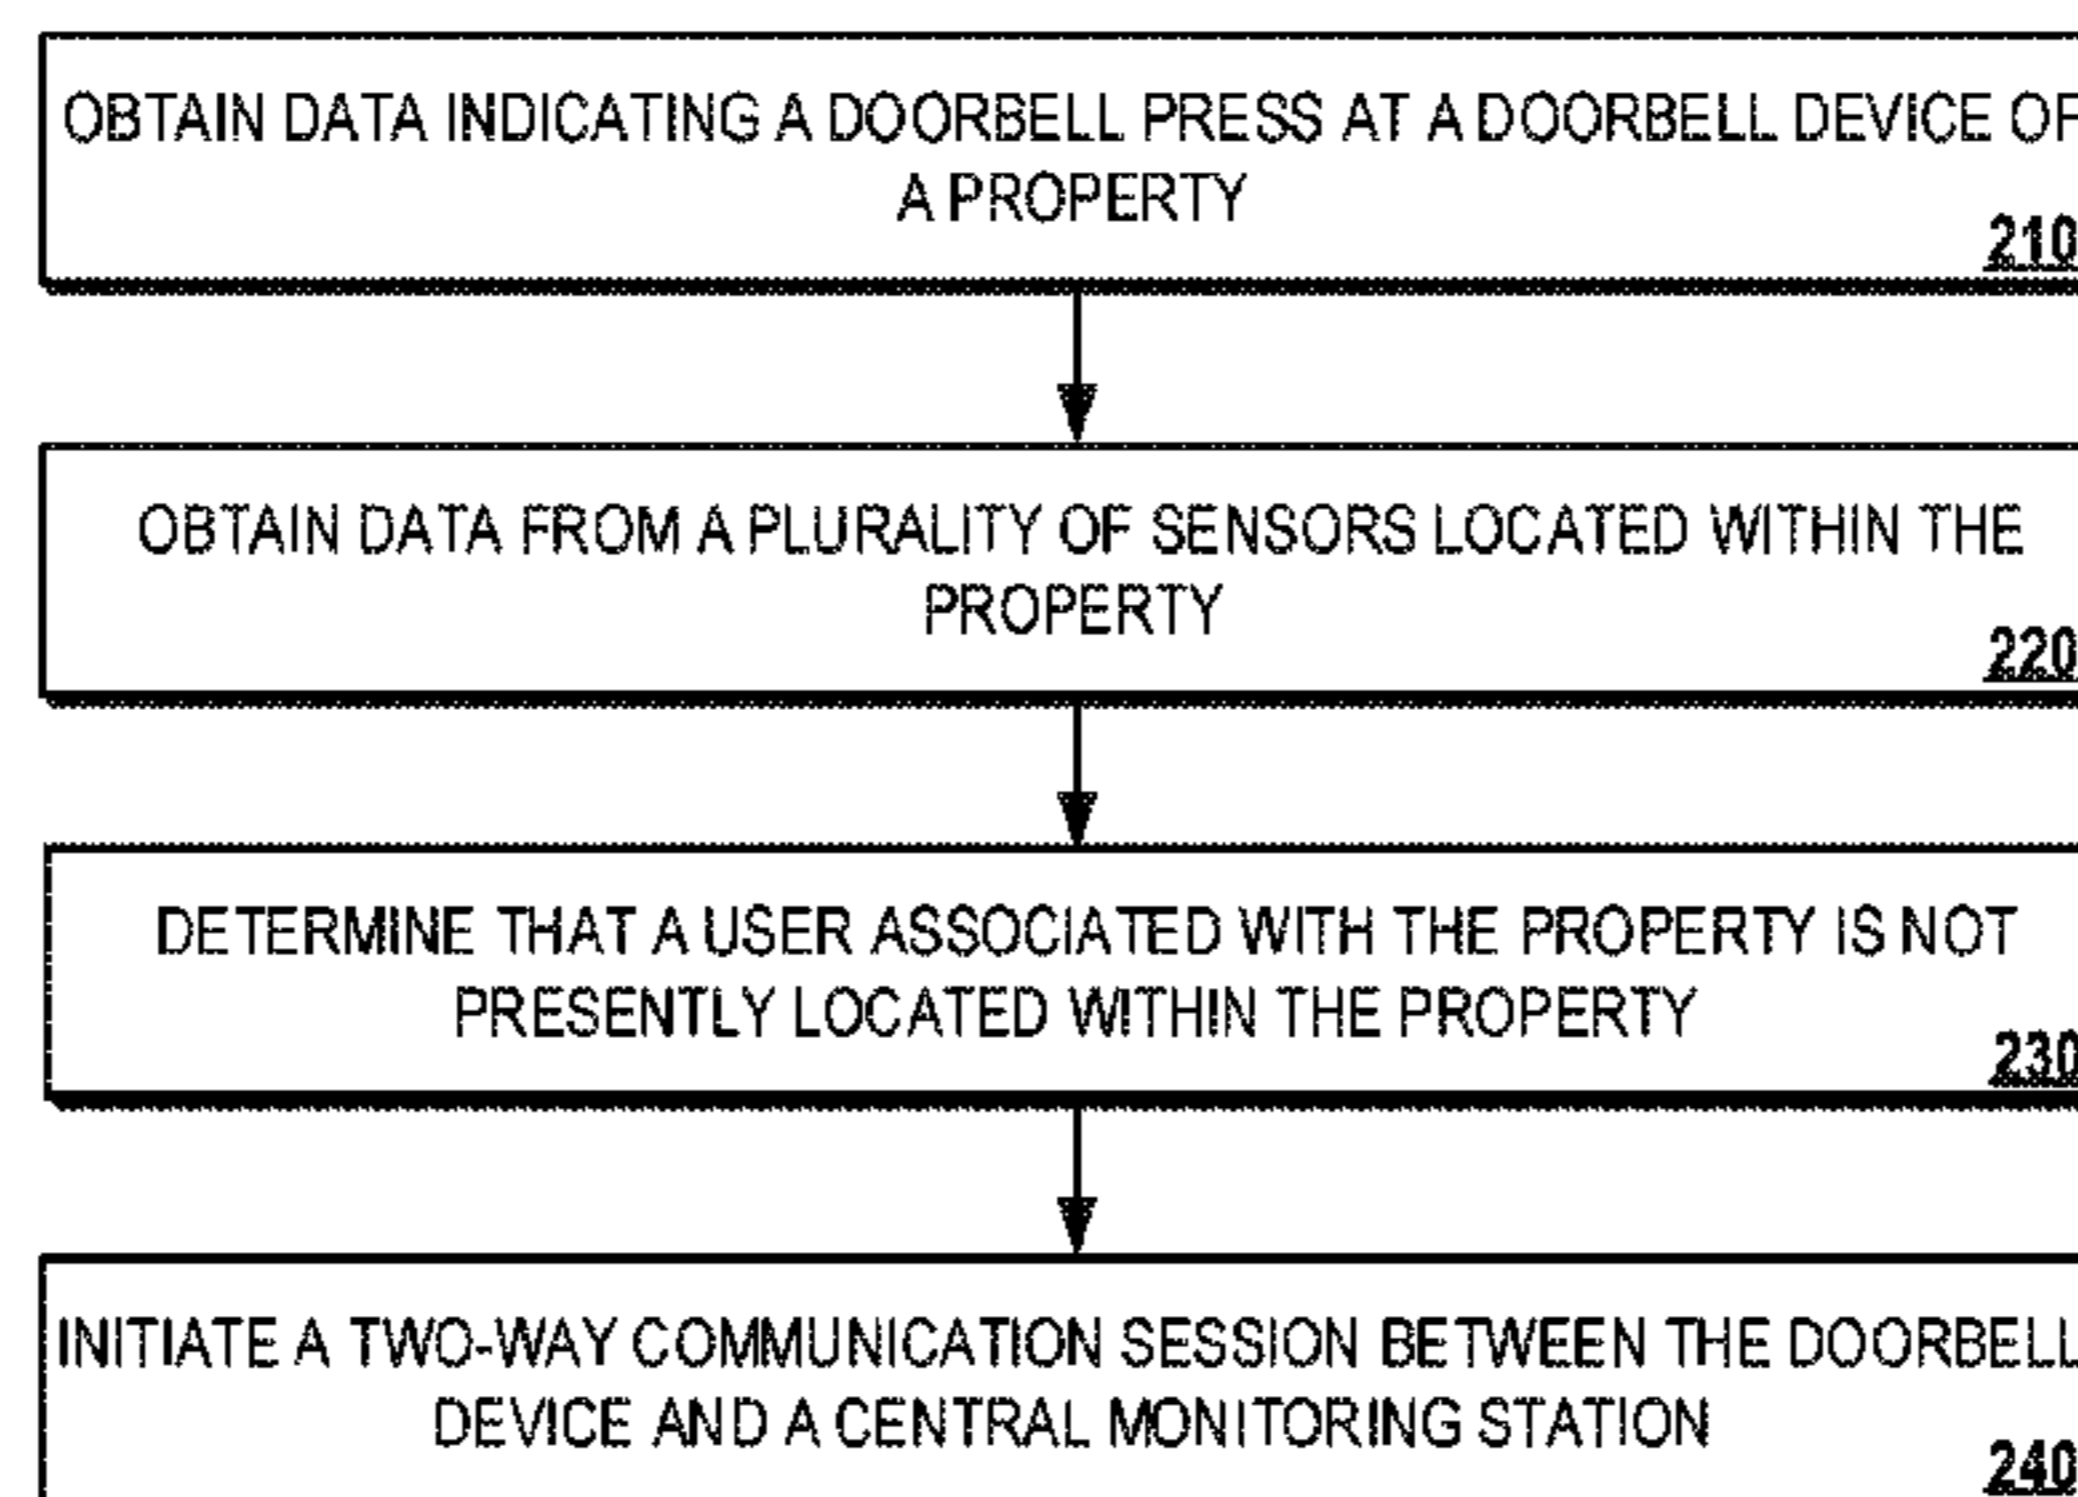 OBTAIN DATA INDICATING A DOORBELL PRESS AT A DOORBELL DEVICE OF
A PROPERTY
210
OBTAIN DATA FROM A PLURALITY OF SENSORS LOCATED WITHIN THE
PROPERTY
220
DETERMINE THAT A USER ASSOCIATED WITH THE PROPERTY IS NOT
PRESENTLY LOCATED WITHIN THE PROPERTY
230
INITIATE A TWO-WAY COMMUNICATION SESSION BETWEEN THE DOORBELL
DEVICE AND A CENTRAL MONITORING STATION
240